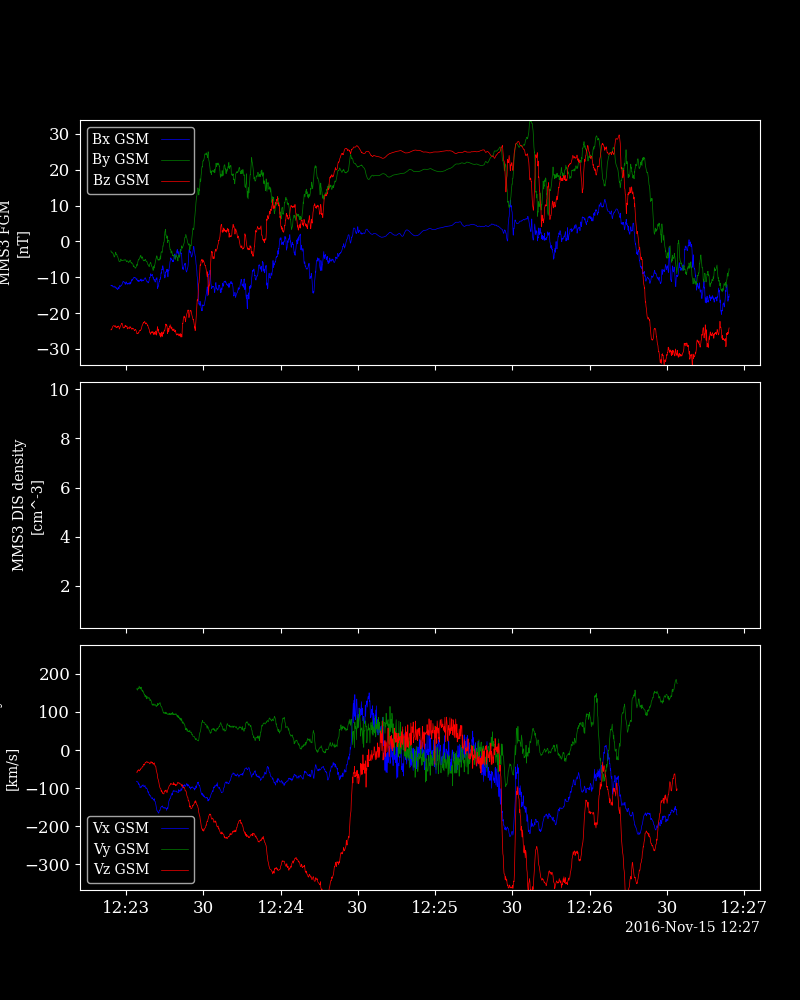 Bx GSM
By GSM
Bz GSM
30
20
10
0
−10
−20
−30
MMS3 FGM
[nT]
10
8
6
4
2
MMS3 DIS density
[cm^-3]
200
100
0
−100
−200
−300
[km/s]
Vx GSM
Vy GSM
Vz GSM
12:23 30 12:24 30 12:25 30 12:26 30 12:27
2016-Nov-15 12:27